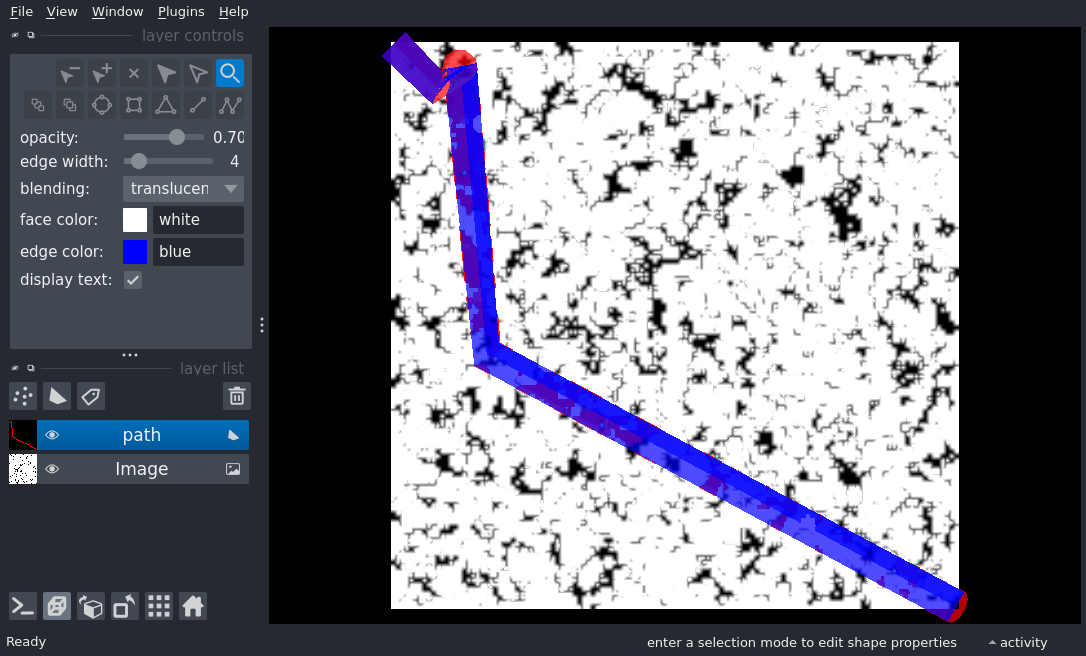 File View Window Plugins Help
layer controls
opacity: 0.70
edge width: 4
blending: translucen
face color: white
edge color: blue
display text:
layer list
path
Image
Ready
enter a selection mode to edit shape properties
activity